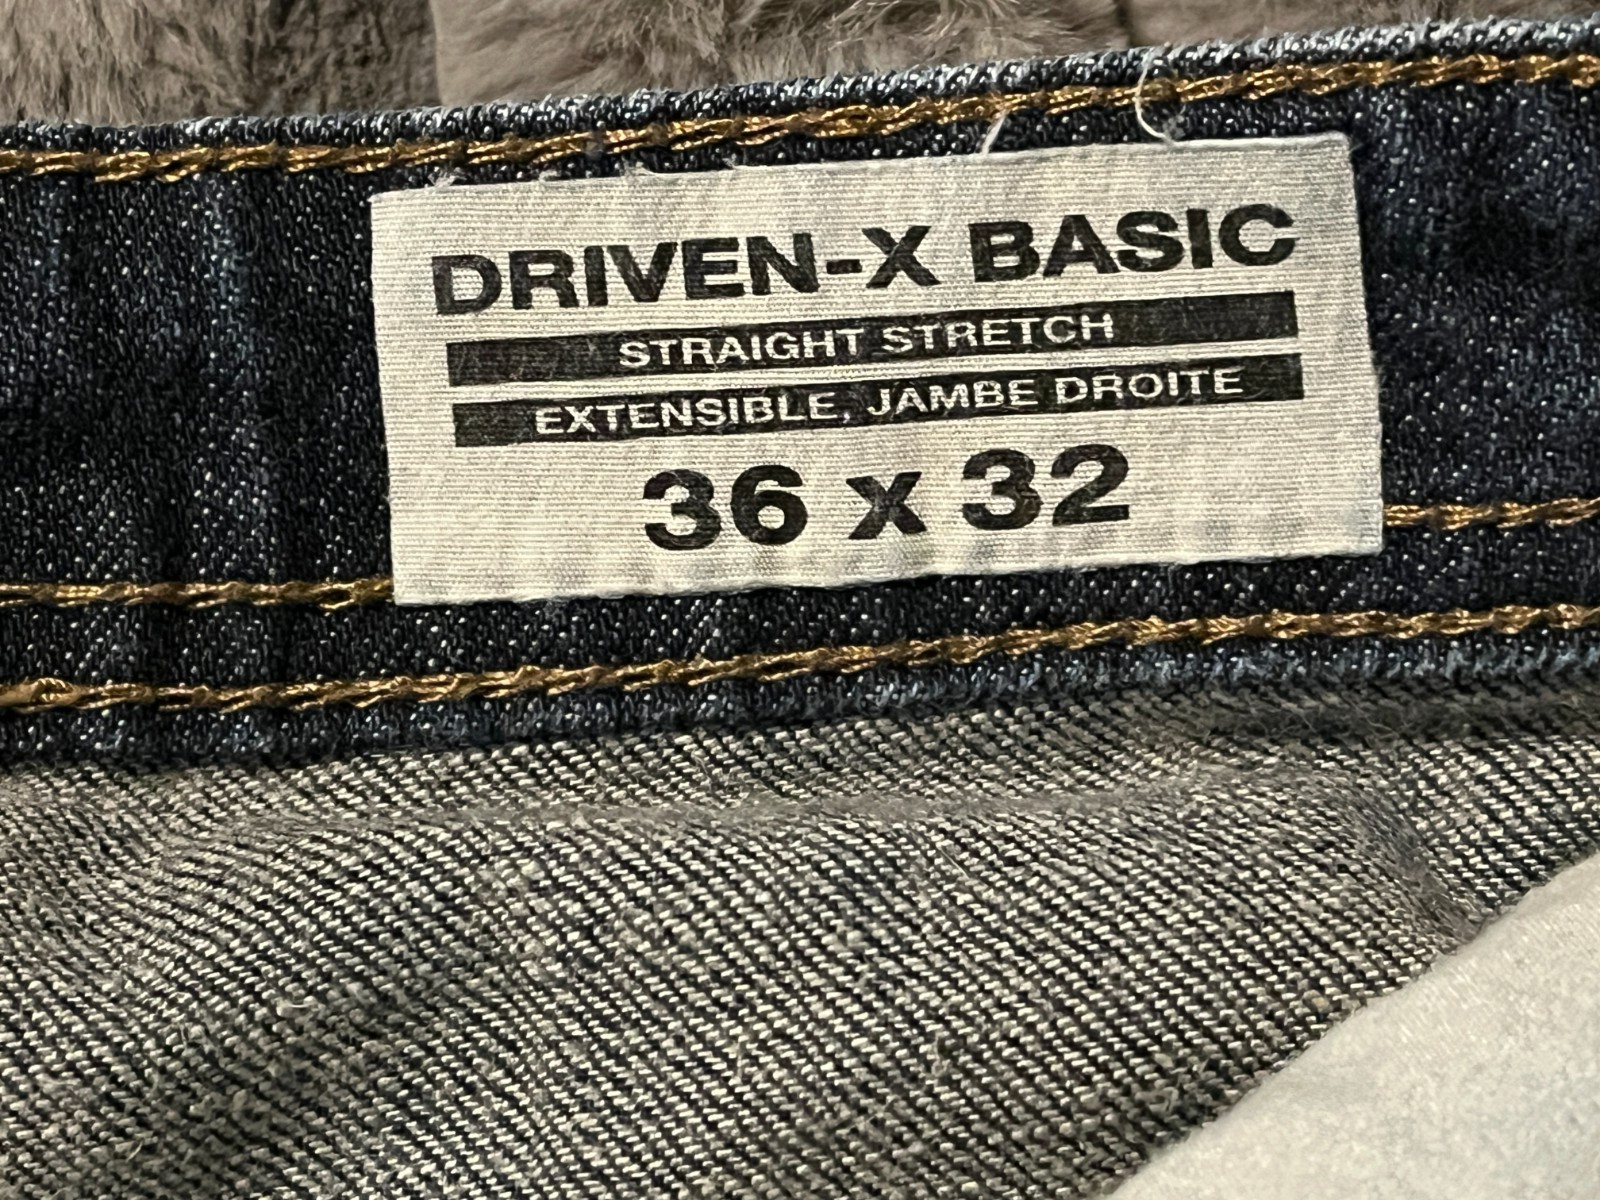 DRIVEN-X BASIC
STRAIGHT STRETCH
EXTENSIBLE, JAMBE DROITE
36 x 32